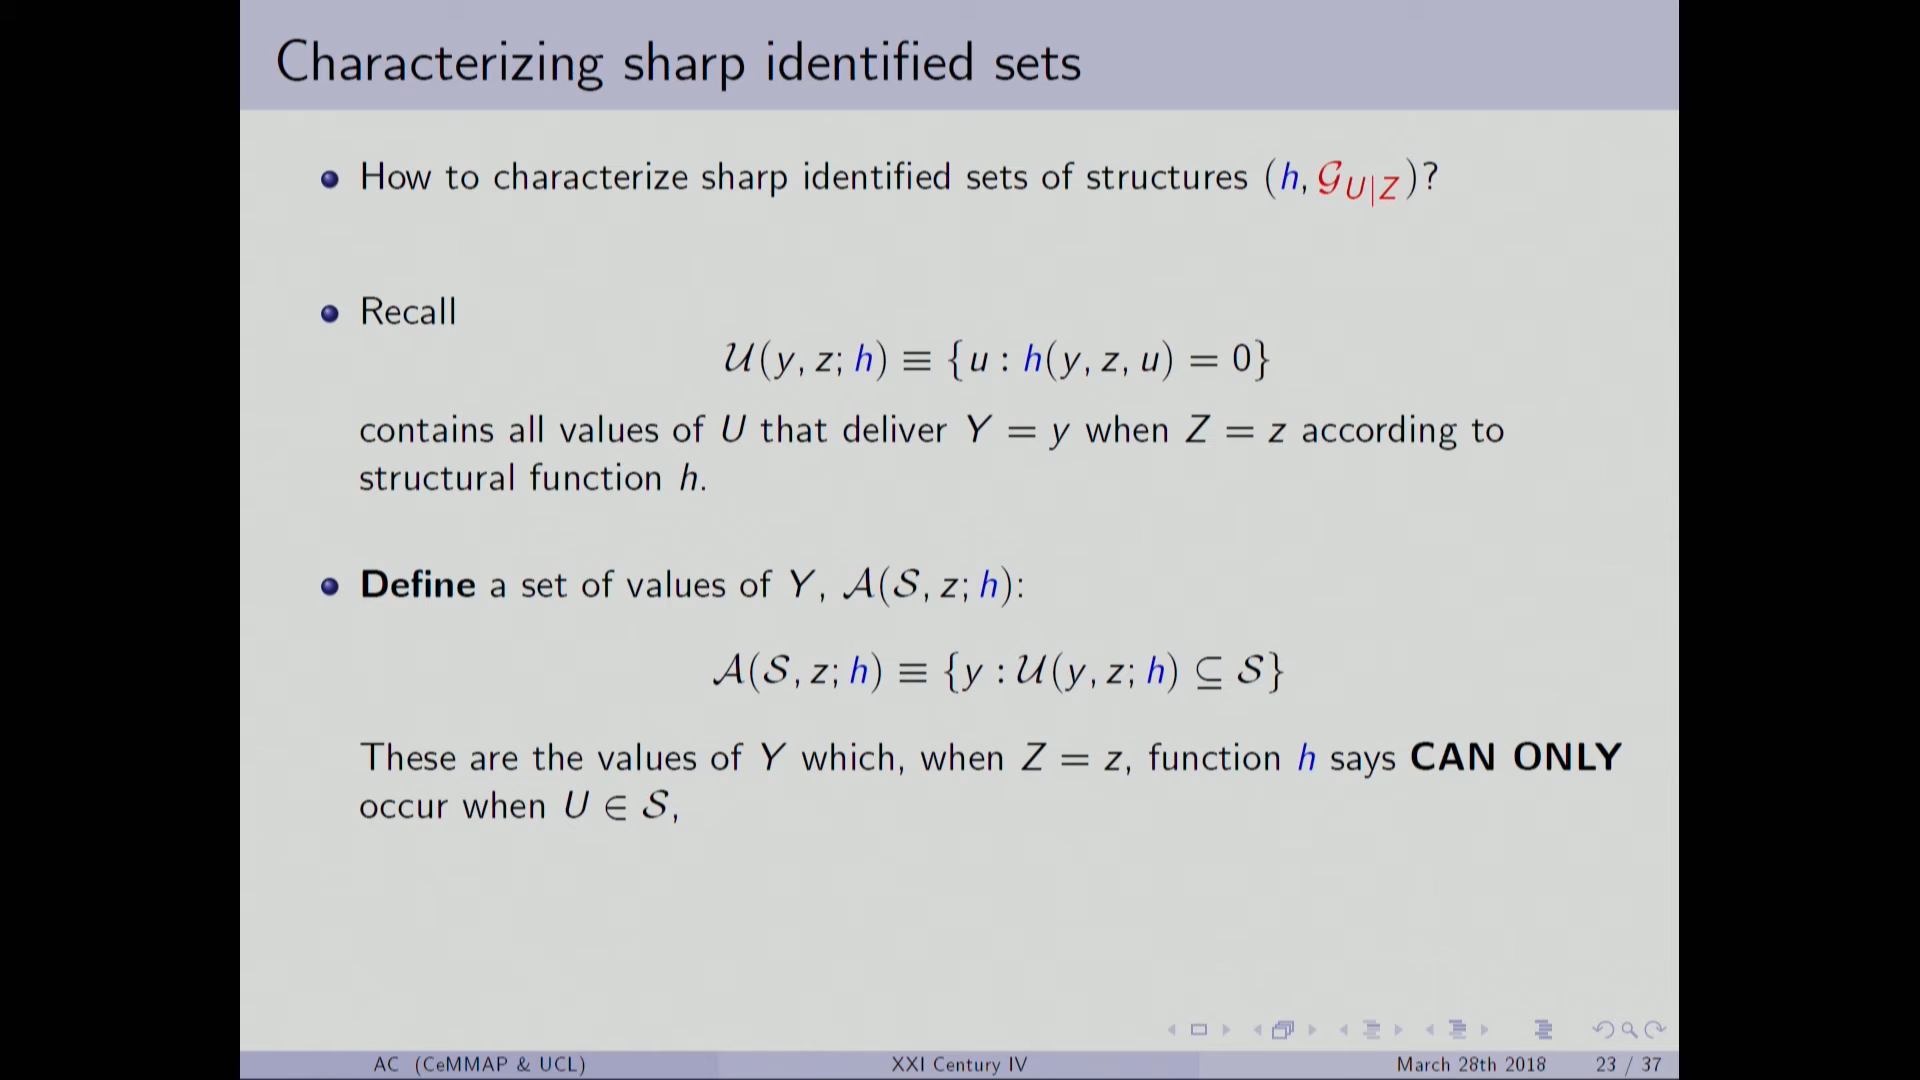 Characterizing sharp identified sets
How to characterize sharp identified sets of structures (h, 𝒢_{U|Z})?
Recall
𝒰(y, z; h) ≡ {u : h(y, z, u) = 0}
contains all values of U that deliver Y = y when Z = z according to
structural function h.
Define a set of values of Y, 𝒜(𝒮, z; h):
𝒜(𝒮, z; h) ≡ {y : 𝒰(y, z; h) ⊆ 𝒮}
These are the values of Y which, when Z = z, function h says CAN ONLY
occur when U ∈ 𝒮,
AC (CeMMAP & UCL) XXI Century IV March 28th 2018 23 / 37